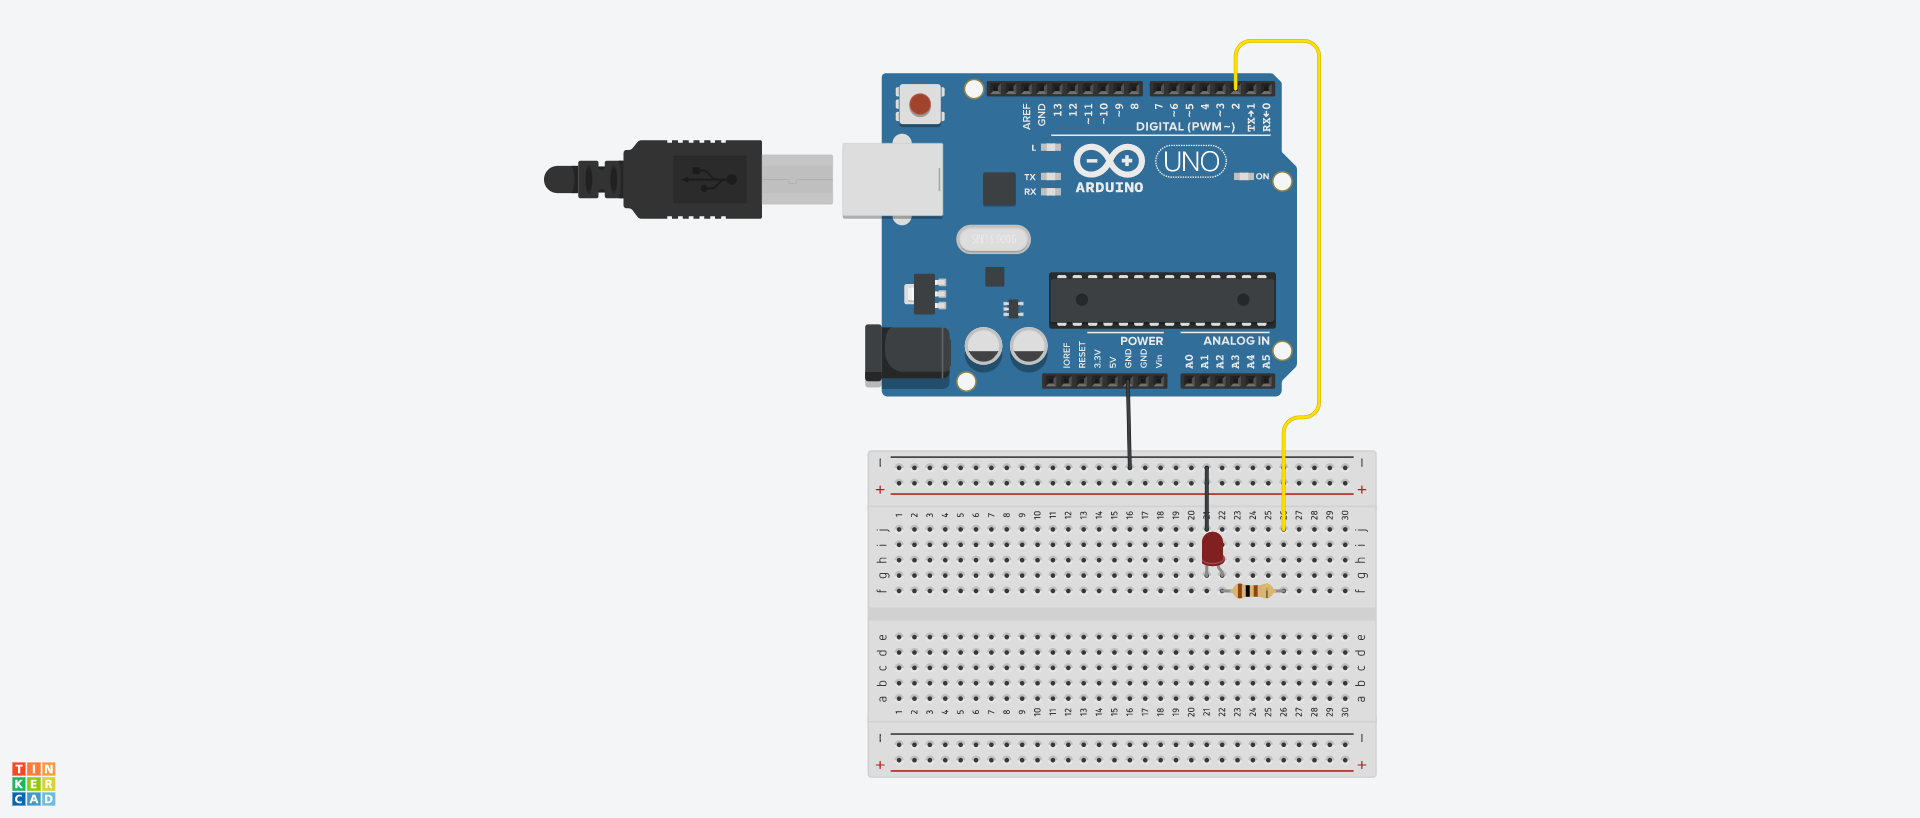 AREF
GND
13
12
~11
~10
~9
8
7
~6
~5
4
~3
2
TX→1
RX←0
DIGITAL (PWM~)
L
TX
RX
ARDUINO
UNO
ON
IOREF
RESET
3.3V
5V
GND
GND
Vin
POWER
ANALOG IN
A0
A1
A2
A3
A4
A5
− −
+ +
1 2 3 4 5 6 7 8 9 10 11 12 13 14 15 16 17 18 19 20 21 22 23 24 25 26 27 28 29 30
j j
i i
h h
g g
f f
e e
d d
c c
b b
a a
1 2 3 4 5 6 7 8 9 10 11 12 13 14 15 16 17 18 19 20 21 22 23 24 25 26 27 28 29 30
− −
+ +
TIN
KER
CAD